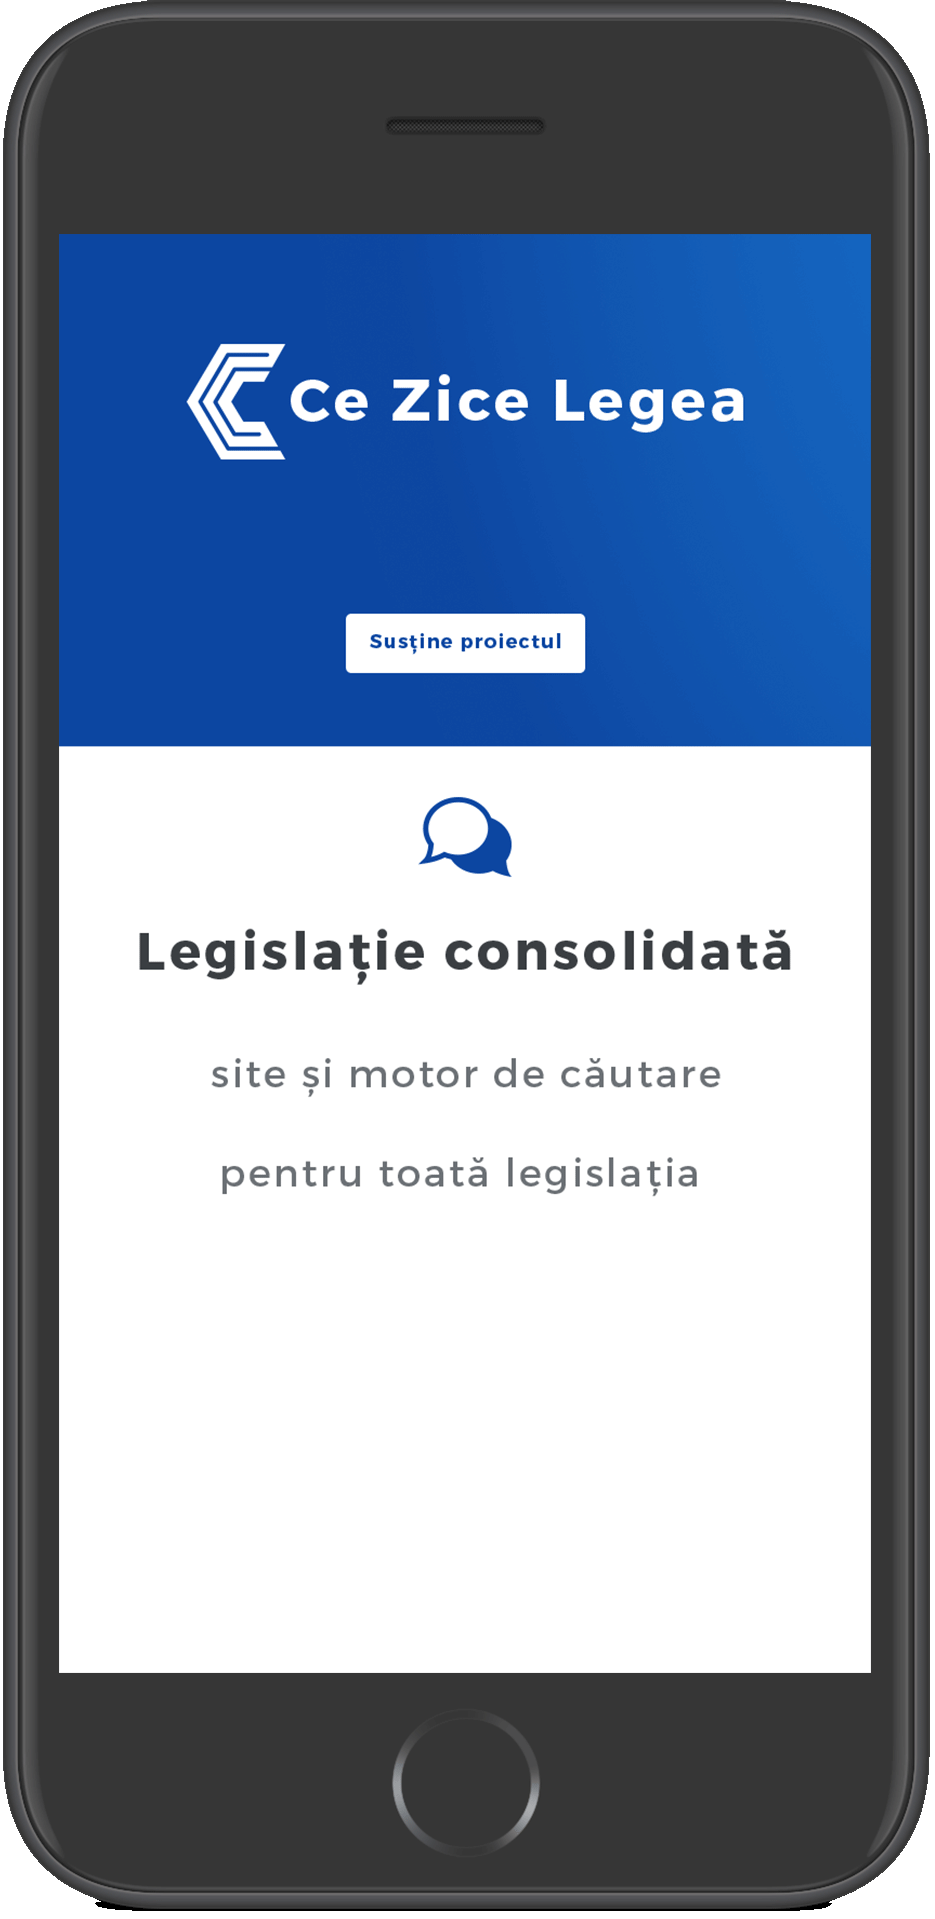 Ce Zice Legea
Susține proiectul
Legislație consolidată
site și motor de căutare
pentru toată legislația